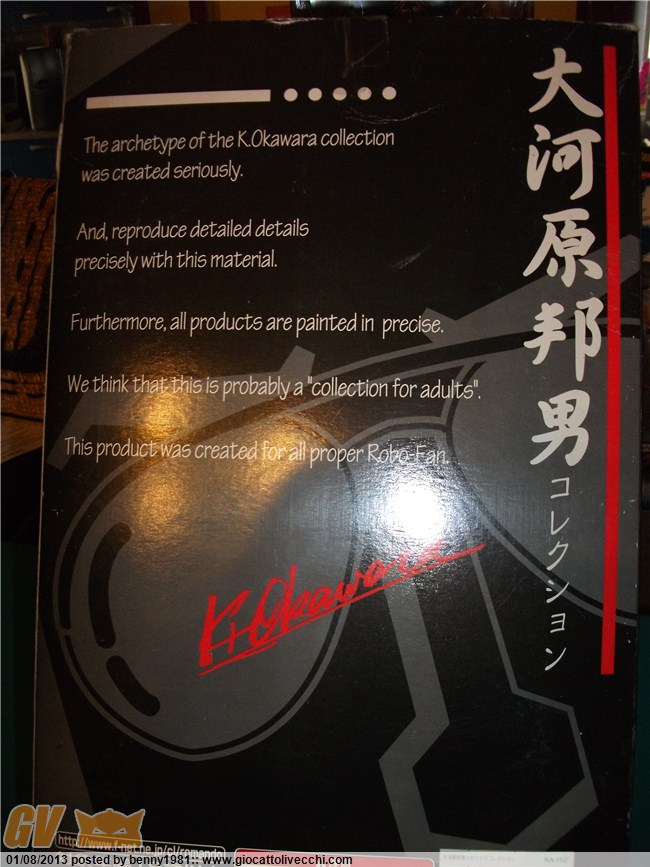 The archetype of the K.Okawara collection
was created seriously.
And, reproduce detailed details
precisely with this material.
Furthermore, all products are painted in precise.
We think that this is probably a "collection for adults".
This product was created for all proper Robo-Fan.
大河原邦男コレクション
K.Okawara
GV
01/08/2013 posted by benny1981:: www.giocattolivecchi.com